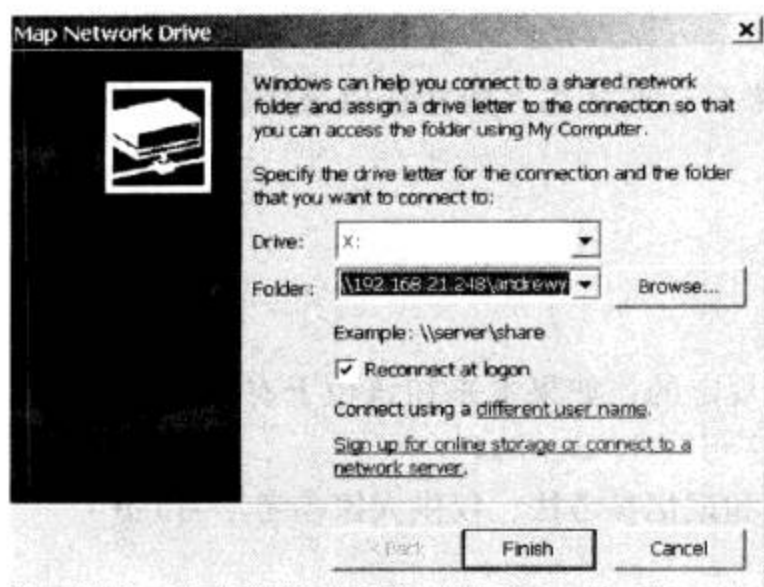 Map Network Drive
Windows can help you connect to a shared network
folder and assign a drive letter to the connection so that
you can access the folder using My Computer.
Specify the drive letter for the connection and the folder
that you want to connect to:
Drive: X:
Folder: \\192.168.21.248\andrewy Browse...
Example: \\server\share
Reconnect at logon
Connect using a different user name.
Sign up for online storage or connect to a
network server.
< Back Finish Cancel